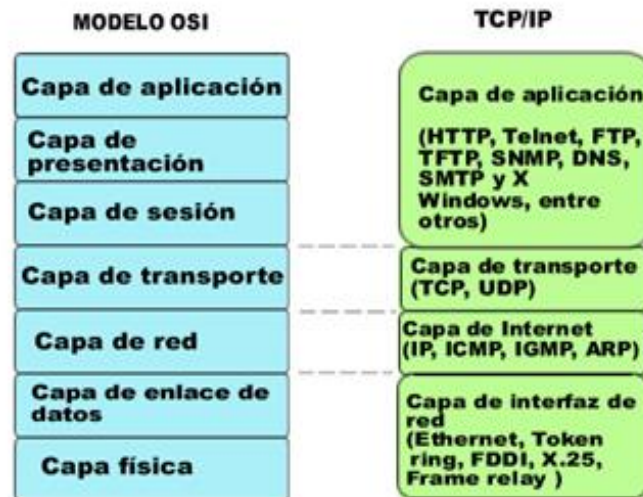 MODELO OSI
Capa de aplicación
Capa de
presentación
Capa de sesión
Capa de transporte
Capa de red
Capa de enlace de
datos
Capa física
TCP/IP
Capa de aplicación
(HTTP, Telnet, FTP,
TFTP, SNMP, DNS,
SMTP y X
Windows, entre
otros)
Capa de transporte
(TCP, UDP)
Capa de Internet
(IP, ICMP, IGMP, ARP)
Capa de interfaz de
red
(Ethernet, Token
ring, FDDI, X.25,
Frame relay )